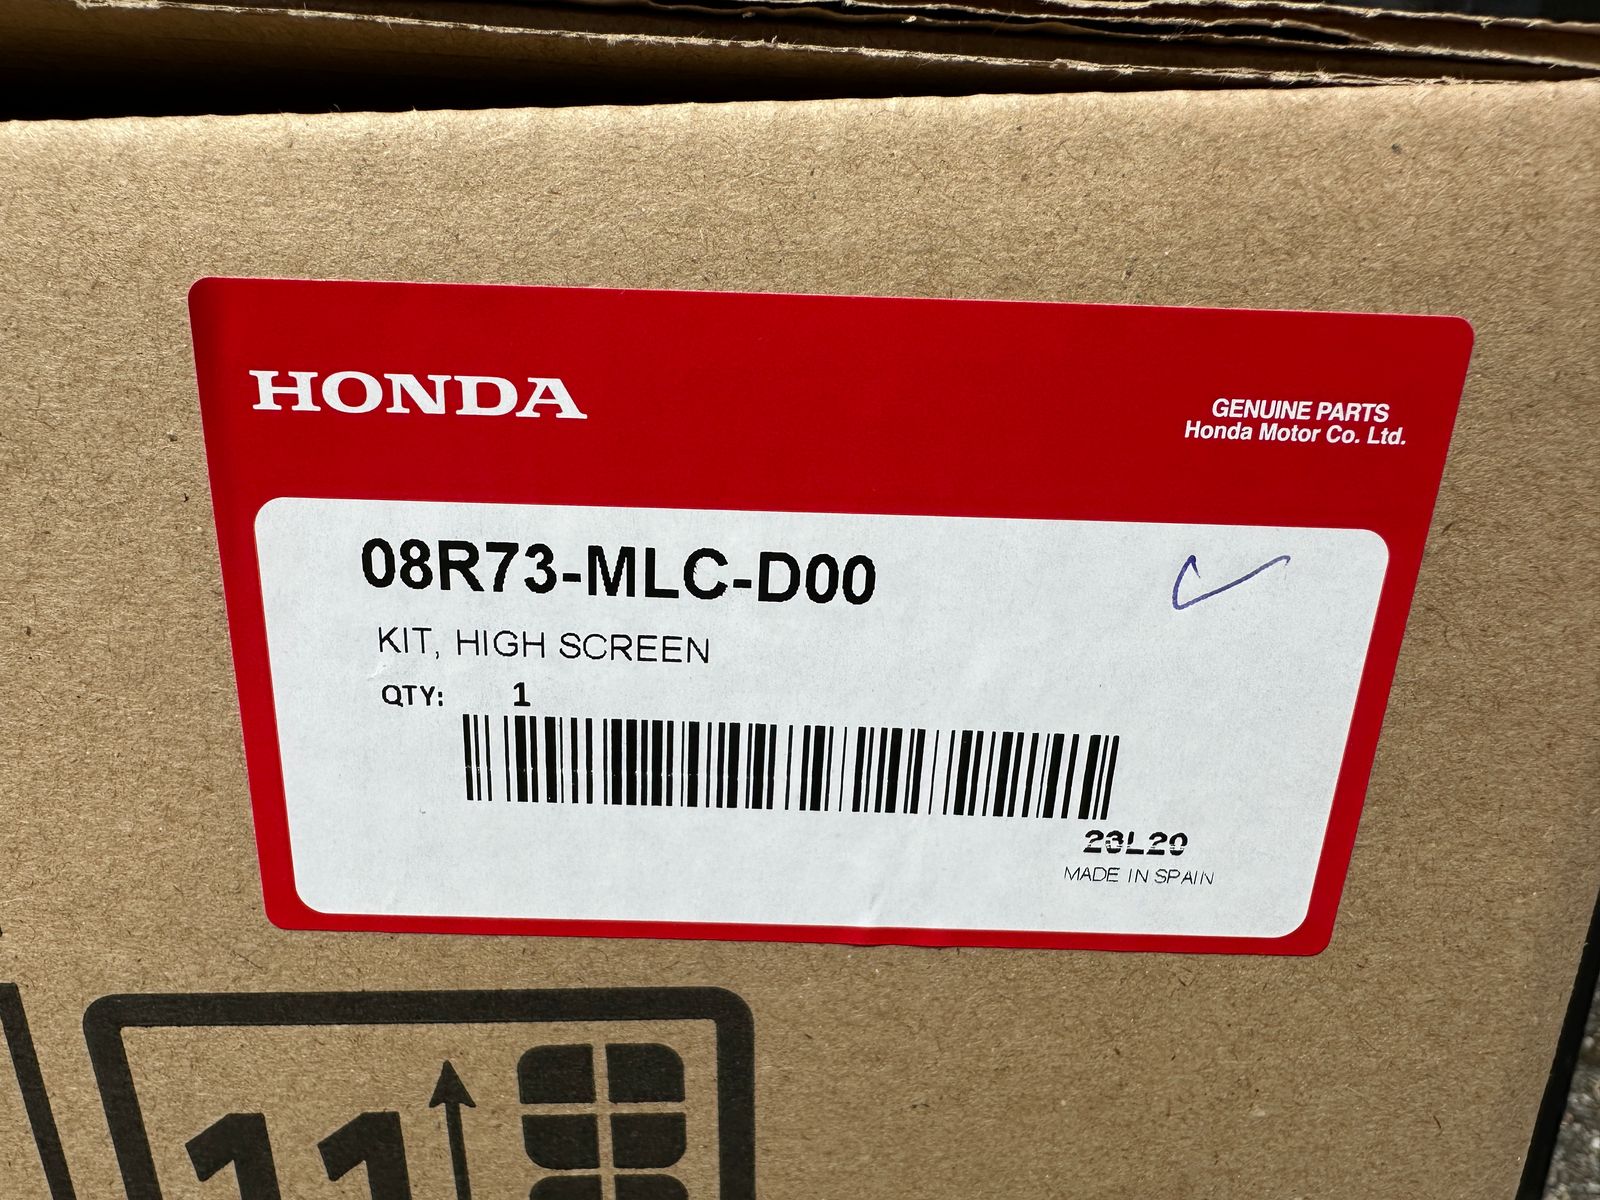 HONDA
GENUINE PARTS
Honda Motor Co. Ltd.
08R73-MLC-D00
KIT, HIGH SCREEN
QTY: 1
23L20
MADE IN SPAIN
11